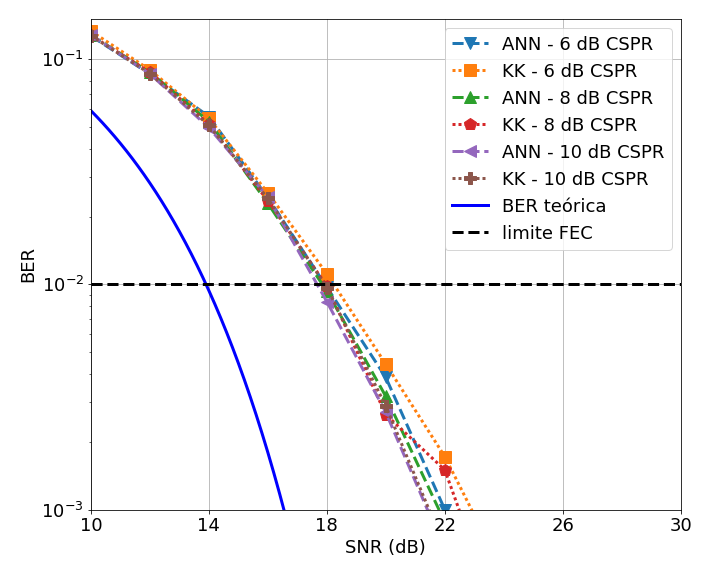 10⁻¹
10⁻²
10⁻³
BER
10
14
18
22
26
30
SNR (dB)
ANN - 6 dB CSPR
KK - 6 dB CSPR
ANN - 8 dB CSPR
KK - 8 dB CSPR
ANN - 10 dB CSPR
KK - 10 dB CSPR
BER teórica
limite FEC